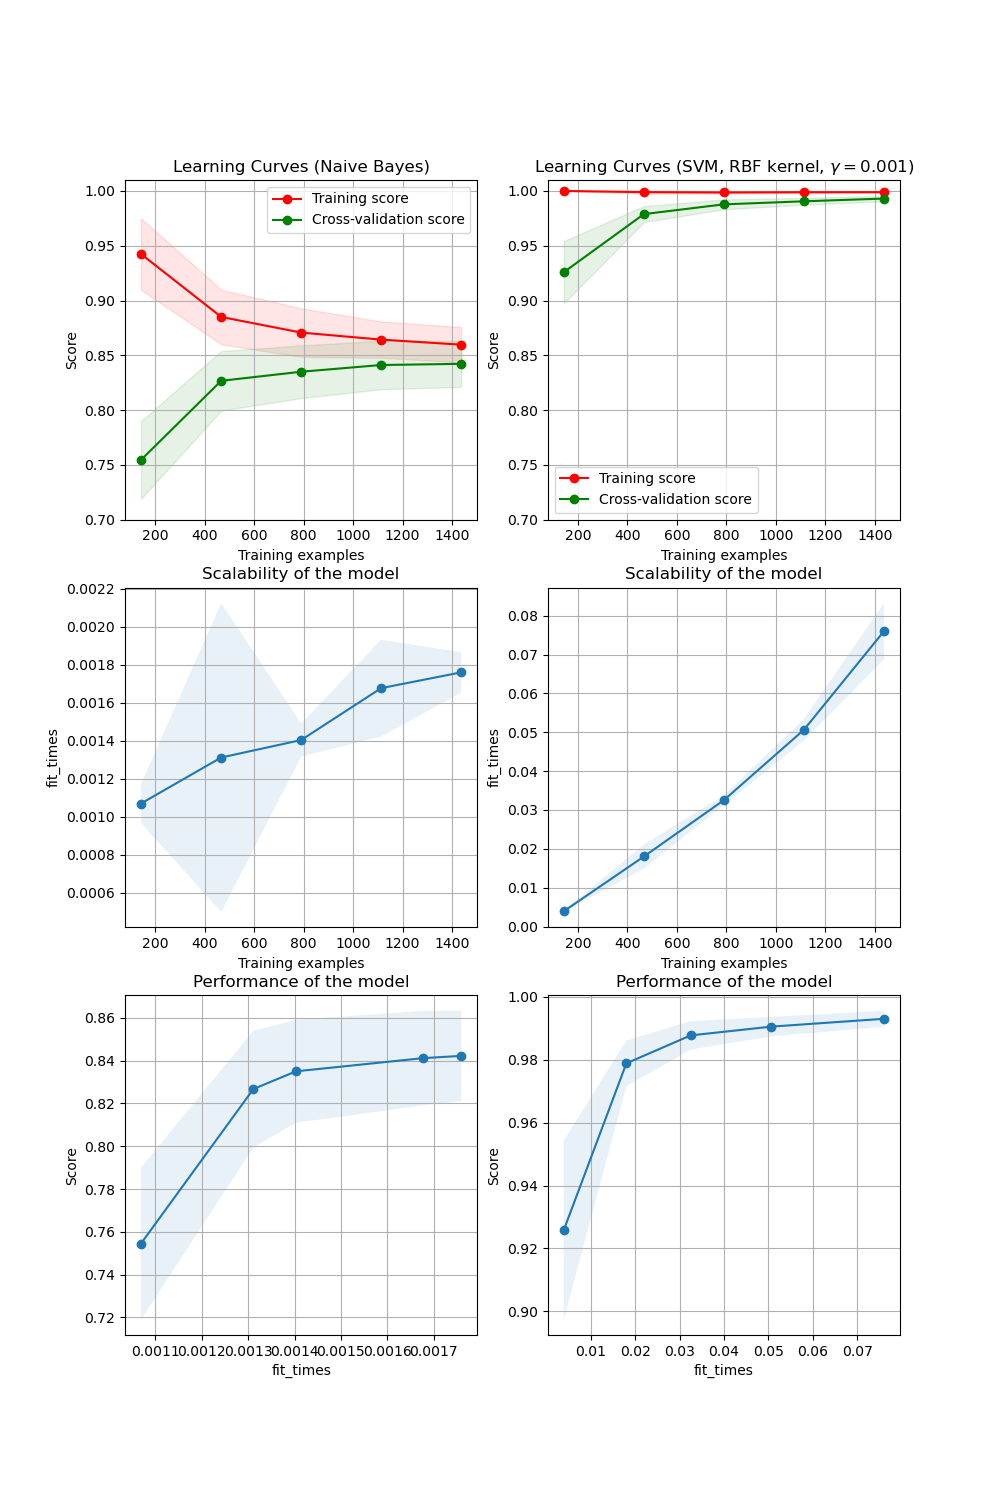 Learning Curves (Naive Bayes)
1.00
0.95
0.90
0.85
0.80
0.75
0.70
Score
Training score
Cross-validation score
200 400 600 800 1000 1200 1400
Training examples
Learning Curves (SVM, RBF kernel, γ = 0.001)
1.00
0.95
0.90
0.85
0.80
0.75
0.70
Score
Training score
Cross-validation score
200 400 600 800 1000 1200 1400
Training examples
Scalability of the model
0.0022
0.0020
0.0018
0.0016
0.0014
0.0012
0.0010
0.0008
0.0006
fit_times
200 400 600 800 1000 1200 1400
Training examples
Scalability of the model
0.08
0.07
0.06
0.05
0.04
0.03
0.02
0.01
0.00
fit_times
200 400 600 800 1000 1200 1400
Training examples
Performance of the model
0.86
0.84
0.82
0.80
0.78
0.76
0.74
0.72
Score
0.0011 0.0012 0.0013 0.0014 0.0015 0.0016 0.0017
fit_times
Performance of the model
1.00
0.98
0.96
0.94
0.92
0.90
Score
0.01 0.02 0.03 0.04 0.05 0.06 0.07
fit_times